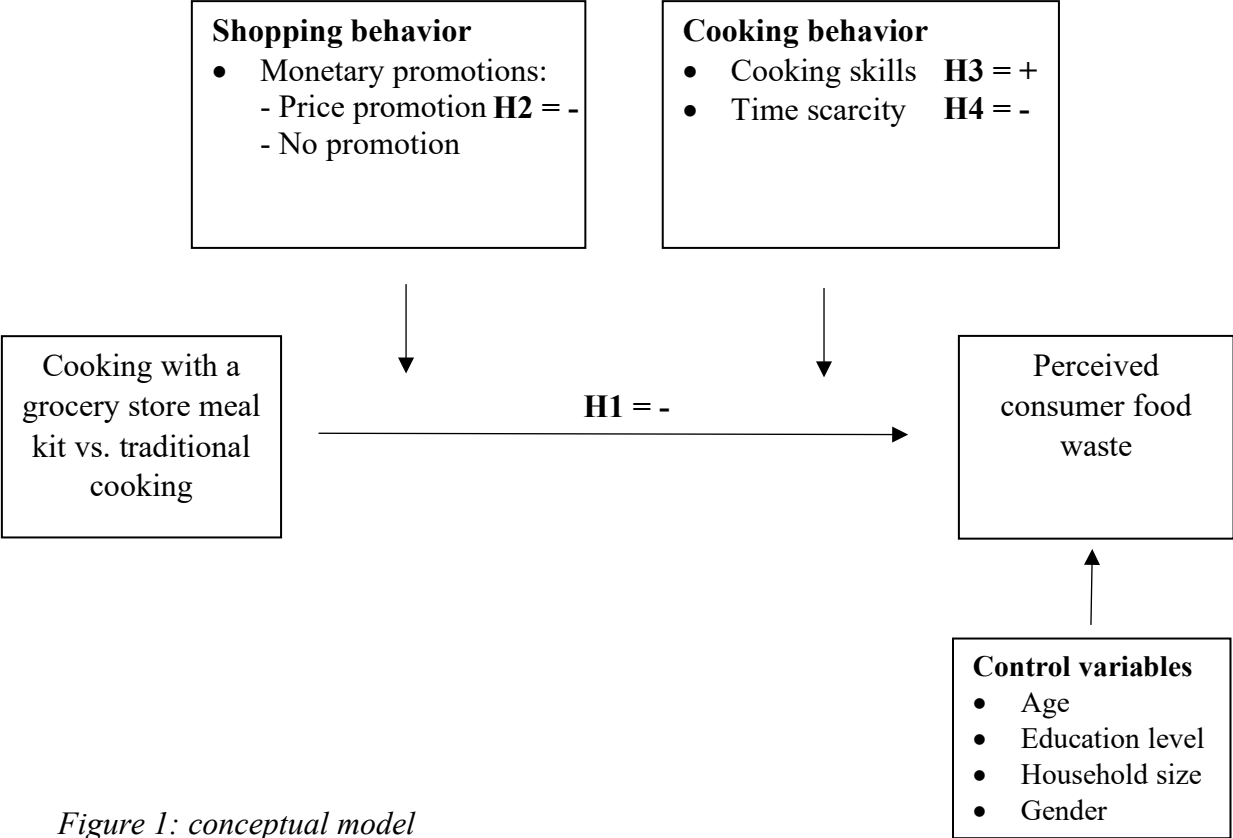 Shopping behavior
• Monetary promotions:
- Price promotion H2 = -
- No promotion
Cooking behavior
• Cooking skills H3 = +
• Time scarcity H4 = -
Cooking with a
grocery store meal
kit vs. traditional
cooking
H1 = -
Perceived
consumer food
waste
Control variables
• Age
• Education level
• Household size
• Gender
Figure 1: conceptual model